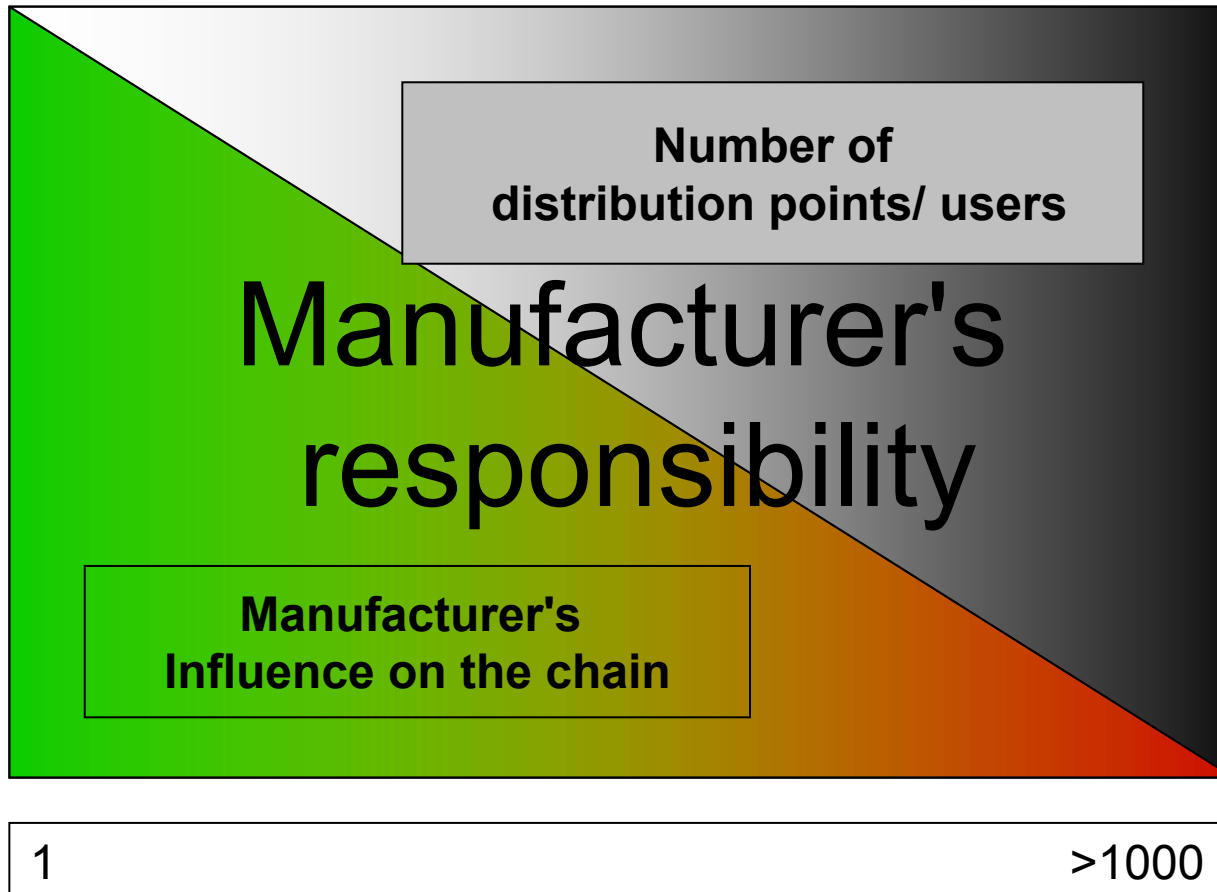 Number of
distribution points/ users
Manufacturer's
responsibility
Manufacturer's
Influence on the chain
1 >1000